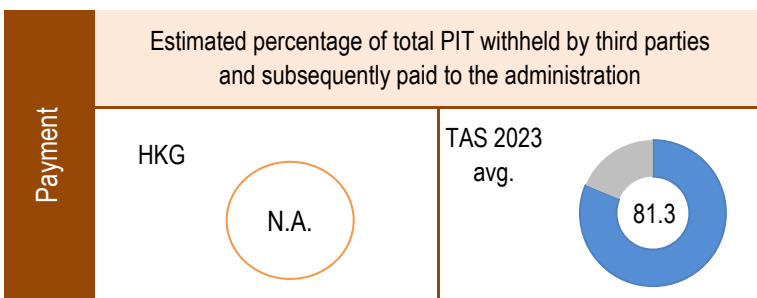 Payment
Estimated percentage of total PIT withheld by third parties
and subsequently paid to the administration
HKG
N.A.
TAS 2023
avg.
81.3